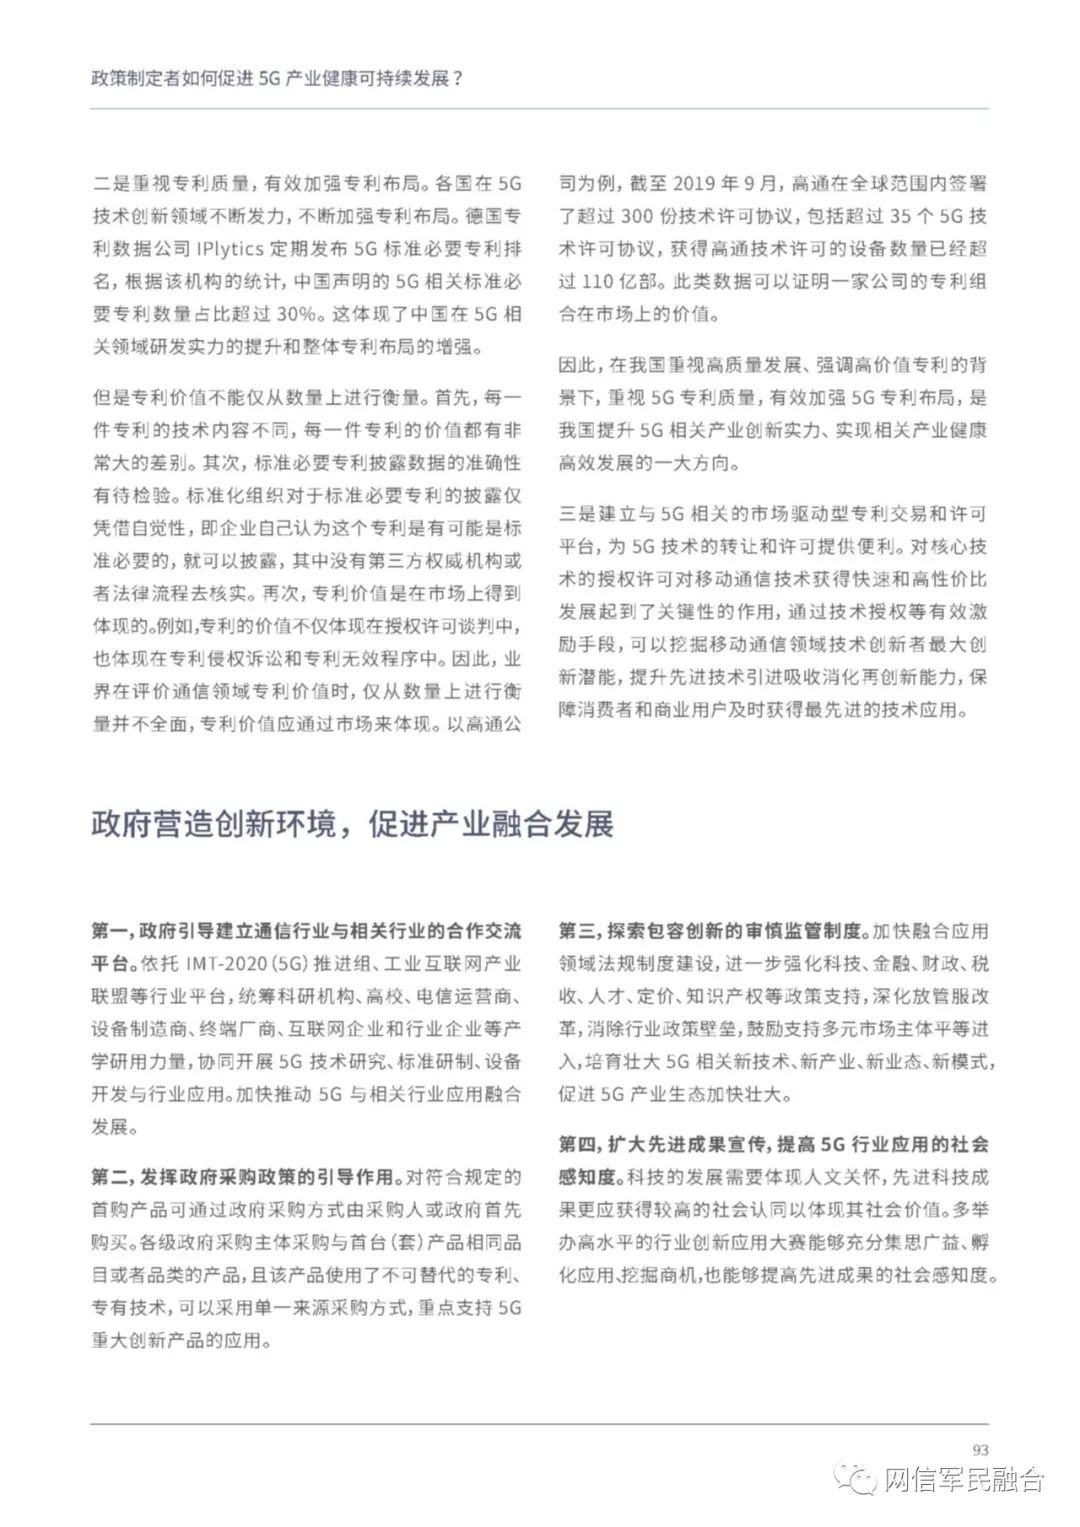 政策制定者如何促进 5G 产业健康可持续发展？
二是重视专利质量，有效加强专利布局。各国在 5G
技术创新领域不断发力，不断加强专利布局。德国专
利数据公司 IPlytics 定期发布 5G 标准必要专利排
名，根据该机构的统计，中国声明的 5G 相关标准必
要专利数量占比超过 30%。这体现了中国在 5G 相
关领域研发实力的提升和整体专利布局的增强。
但是专利价值不能仅从数量上进行衡量。首先，每一
件专利的技术内容不同，每一件专利的价值都有非
常大的差别。其次，标准必要专利披露数据的准确性
有待检验。标准化组织对于标准必要专利的披露仅
凭借自觉性，即企业自己认为这个专利是有可能是标
准必要的，就可以披露，其中没有第三方权威机构或
者法律流程去核实。再次，专利价值是在市场上得到
体现的。例如，专利的价值不仅体现在授权许可谈判中，
也体现在专利侵权诉讼和专利无效程序中。因此，业
界在评价通信领域专利价值时，仅从数量上进行衡
量并不全面，专利价值应通过市场来体现。以高通公
司为例，截至 2019 年 9 月，高通在全球范围内签署
了超过 300 份技术许可协议，包括超过 35 个 5G 技
术许可协议，获得高通技术许可的设备数量已经超
过 110 亿部。此类数据可以证明一家公司的专利组
合在市场上的价值。
因此，在我国重视高质量发展、强调高价值专利的背
景下，重视 5G 专利质量，有效加强 5G 专利布局，是
我国提升 5G 相关产业创新实力、实现相关产业健康
高效发展的一大方向。
三是建立与 5G 相关的市场驱动型专利交易和许可
平台，为 5G 技术的转让和许可提供便利。对核心技
术的授权许可对移动通信技术获得快速和高性价比
发展起到了关键性的作用，通过技术授权等有效激
励手段，可以挖掘移动通信领域技术创新者最大创
新潜能，提升先进技术引进吸收消化再创新能力，保
障消费者和商业用户及时获得最先进的技术应用。
政府营造创新环境，促进产业融合发展
第一，政府引导建立通信行业与相关行业的合作交流
平台。依托 IMT-2020（5G）推进组、工业互联网产业
联盟等行业平台，统筹科研机构、高校、电信运营商、
设备制造商、终端厂商、互联网企业和行业企业等产
学研用力量，协同开展 5G 技术研究、标准研制、设备
开发与行业应用。加快推动 5G 与相关行业应用融合
发展。
第二，发挥政府采购政策的引导作用。对符合规定的
首购产品可通过政府采购方式由采购人或政府首先
购买。各级政府采购主体采购与首台（套）产品相同品
目或者品类的产品，且该产品使用了不可替代的专利、
专有技术，可以采用单一来源采购方式，重点支持 5G
重大创新产品的应用。
第三，探索包容创新的审慎监管制度。加快融合应用
领域法规制度建设，进一步强化科技、金融、财政、税
收、人才、定价、知识产权等政策支持，深化放管服改
革，消除行业政策壁垒，鼓励支持多元市场主体平等进
入，培育壮大 5G 相关新技术、新产业、新业态、新模式，
促进 5G 产业生态加快壮大。
第四，扩大先进成果宣传，提高 5G 行业应用的社会
感知度。科技的发展需要体现人文关怀，先进科技成
果更应获得较高的社会认同以体现其社会价值。多举
办高水平的行业创新应用大赛能够充分集思广益、孵
化应用、挖掘商机，也能够提高先进成果的社会感知度。
93
网信军民融合